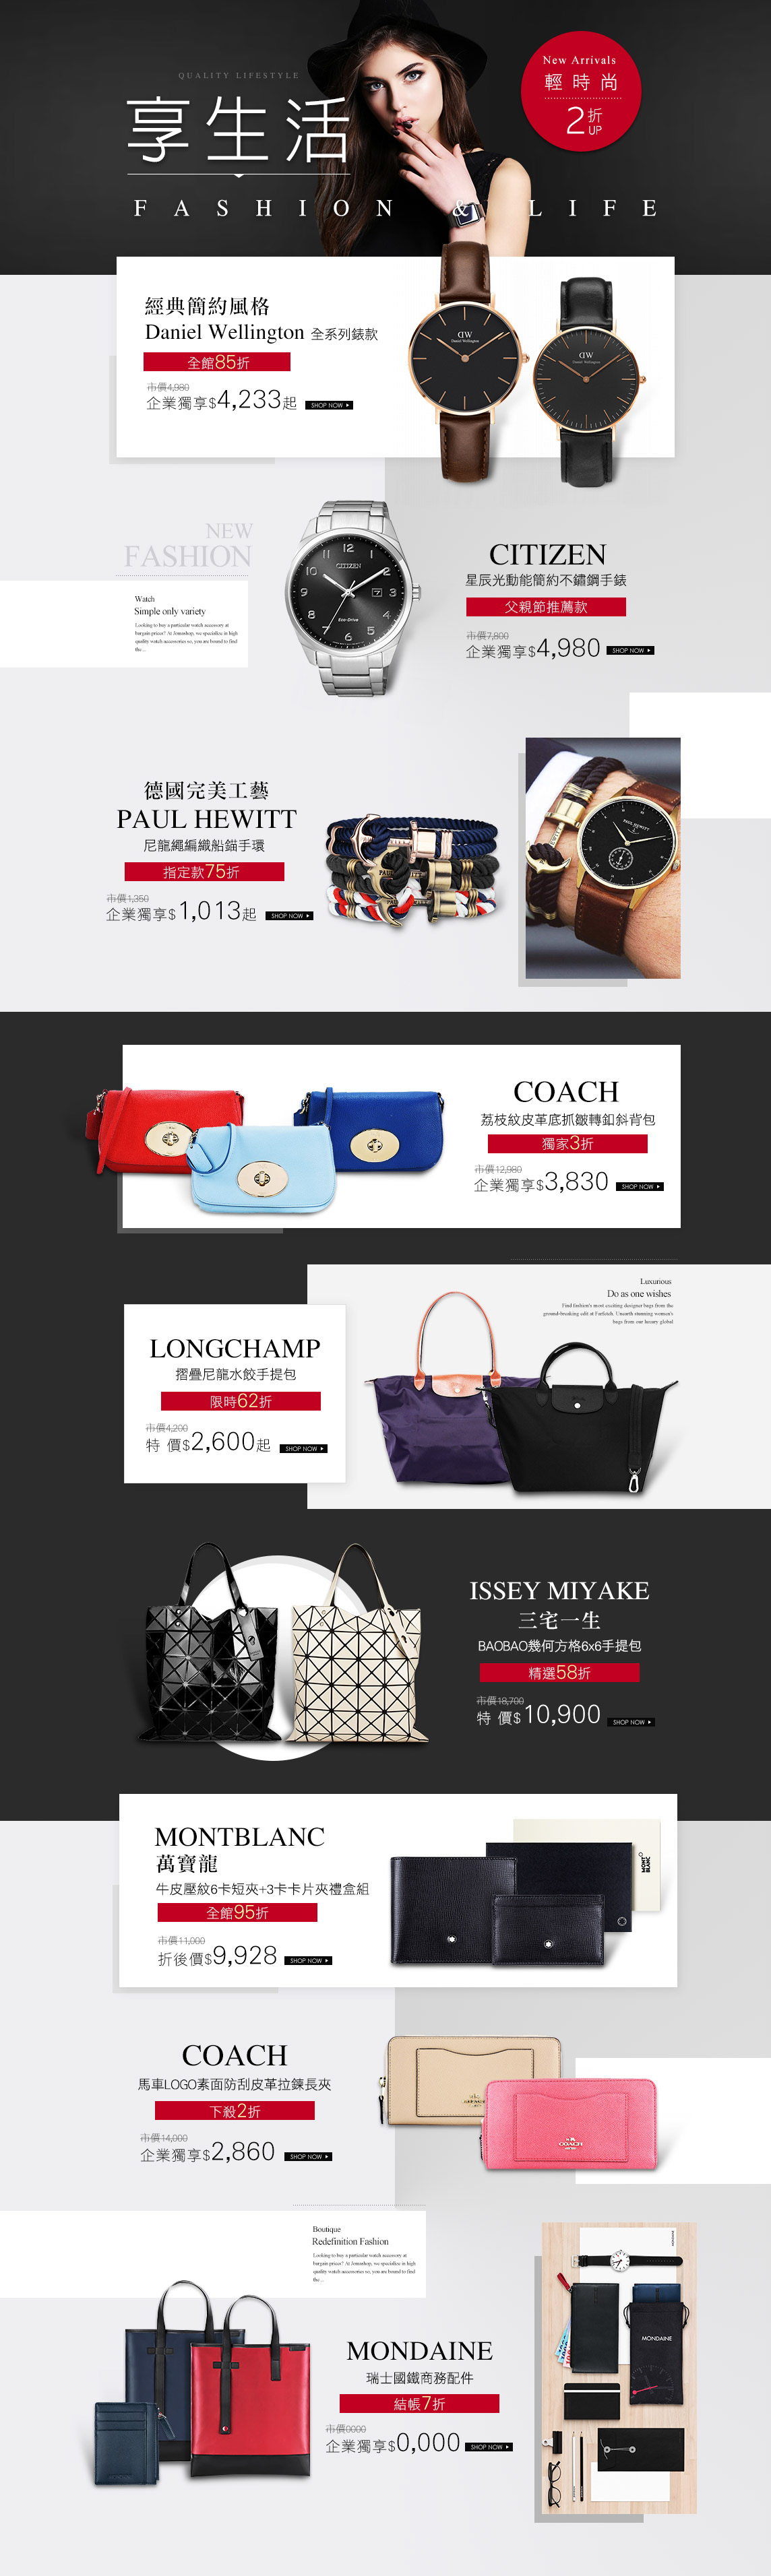 QUALITY LIFESTYLE
享生活
FASHION & LIFE
New Arrivals
輕時尚
2折UP
經典簡約風格
Daniel Wellington 全系列錶款
全館85折
市價4,980
企業獨享$4,233起 SHOP NOW
DW
Daniel Wellington
DW
Daniel Wellington
NEW
FASHION
Watch
Simple only variety
Looking to buy a particular watch accessory at
bargain prices? At Jomashop, we specialize in high
quality watch accessories so, you are bound to find
the ...
CITIZEN
Eco-Drive
CITIZEN
星辰光動能簡約不鏽鋼手錶
父親節推薦款
市價7,800
企業獨享$4,980 SHOP NOW
德國完美工藝
PAUL HEWITT
尼龍繩編織船錨手環
指定款75折
市價1,350
企業獨享$1,013起 SHOP NOW
PAUL HEWITT
COACH
荔枝紋皮革底抓皺轉釦斜背包
獨家3折
市價12,980
企業獨享$3,830 SHOP NOW
Luxurious
Do as one wishes
Find fashion's most exciting designer bags from the
ground-breaking edit at Farfetch. Unearth stunning women's
bags from our luxury global
LONGCHAMP
摺疊尼龍水餃手提包
限時62折
市價4,200
特 價$2,600起 SHOP NOW
ISSEY MIYAKE
三宅一生
BAOBAO幾何方格6x6手提包
精選58折
市價18,700
特 價$10,900 SHOP NOW
MONTBLANC
萬寶龍
牛皮壓紋6卡短夾+3卡卡片夾禮盒組
全館95折
市價11,000
折後價$9,928 SHOP NOW
MONT
BLANC
COACH
馬車LOGO素面防刮皮革拉鍊長夾
下殺2折
市價14,000
企業獨享$2,860 SHOP NOW
COACH
Boutique
Redefinition Fashion
Looking to buy a particular watch accessory at
bargain prices? At Jomashop, we specialize in high
quality watch accessories so, you are bound to find
the ...
MONDAINE
瑞士國鐵商務配件
結帳7折
市價0000
企業獨享$0,000 SHOP NOW
MONDAINE